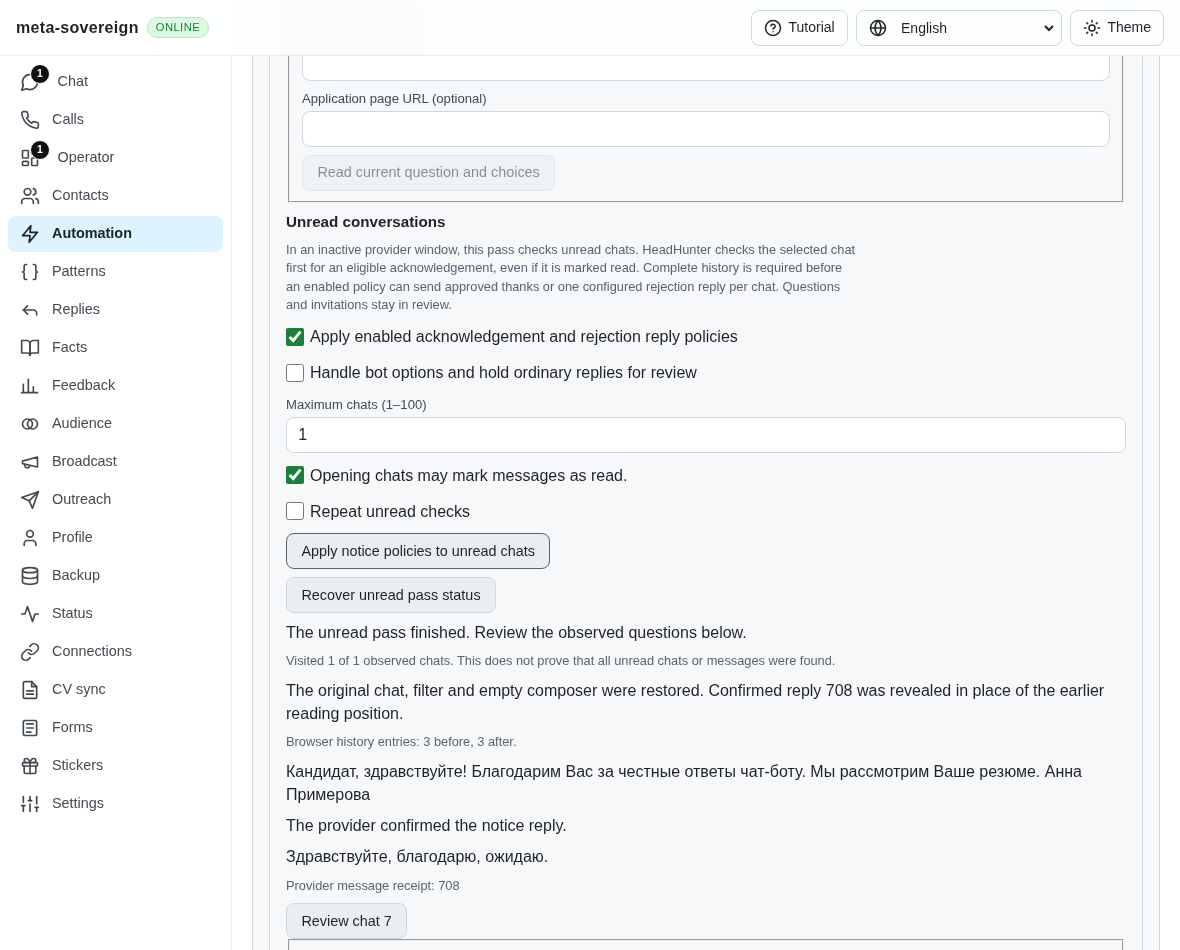 meta-sovereign ONLINE Tutorial English Theme
1 Chat
Calls
1 Operator
Contacts
Automation
Patterns
Replies
Facts
Feedback
Audience
Broadcast
Outreach
Profile
Backup
Status
Connections
CV sync
Forms
Stickers
Settings
Application page URL (optional)
Read current question and choices
Unread conversations
In an inactive provider window, this pass checks unread chats. HeadHunter checks the selected chat
first for an eligible acknowledgement, even if it is marked read. Complete history is required before
an enabled policy can send approved thanks or one configured rejection reply per chat. Questions
and invitations stay in review.
Apply enabled acknowledgement and rejection reply policies
Handle bot options and hold ordinary replies for review
Maximum chats (1–100)
1
Opening chats may mark messages as read.
Repeat unread checks
Apply notice policies to unread chats
Recover unread pass status
The unread pass finished. Review the observed questions below.
Visited 1 of 1 observed chats. This does not prove that all unread chats or messages were found.
The original chat, filter and empty composer were restored. Confirmed reply 708 was revealed in place of the earlier
reading position.
Browser history entries: 3 before, 3 after.
Кандидат, здравствуйте! Благодарим Вас за честные ответы чат-боту. Мы рассмотрим Ваше резюме. Анна
Примерова
The provider confirmed the notice reply.
Здравствуйте, благодарю, ожидаю.
Provider message receipt: 708
Review chat 7